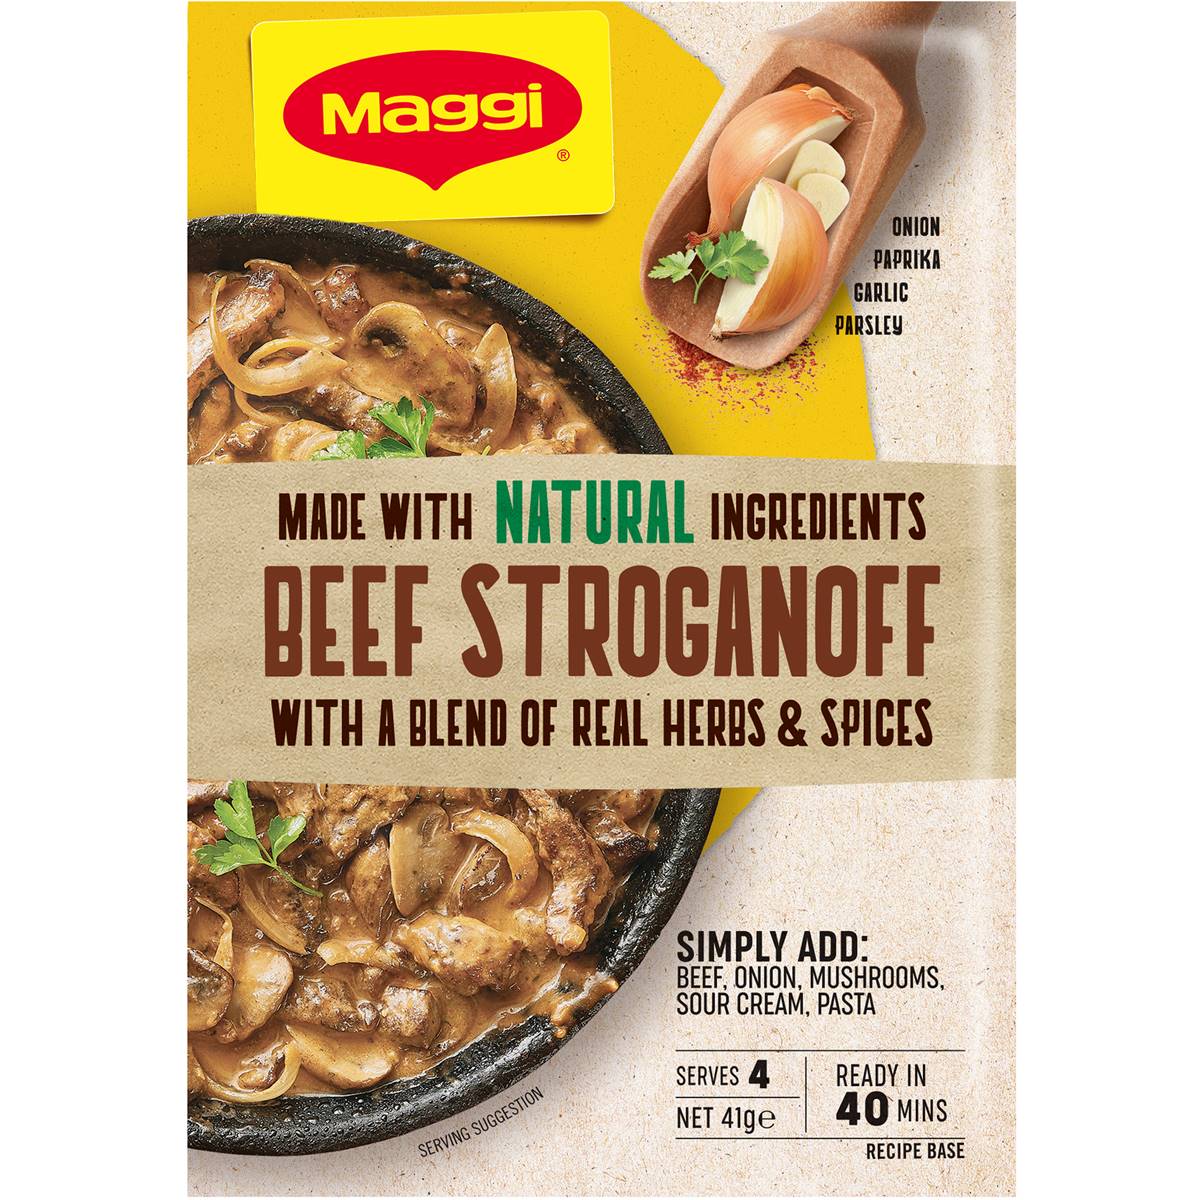 Maggi
®
ONION
PAPRIKA
GARLIC
PARSLEY
MADE WITH NATURAL INGREDIENTS
BEEF STROGANOFF
WITH A BLEND OF REAL HERBS & SPICES
SIMPLY ADD:
BEEF, ONION, MUSHROOMS,
SOUR CREAM, PASTA
SERVES 4
NET 41g℮
READY IN
40 MINS
RECIPE BASE
SERVING SUGGESTION